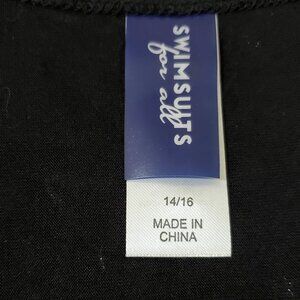 SWIMSUITS
for all
14/16
MADE IN
CHINA